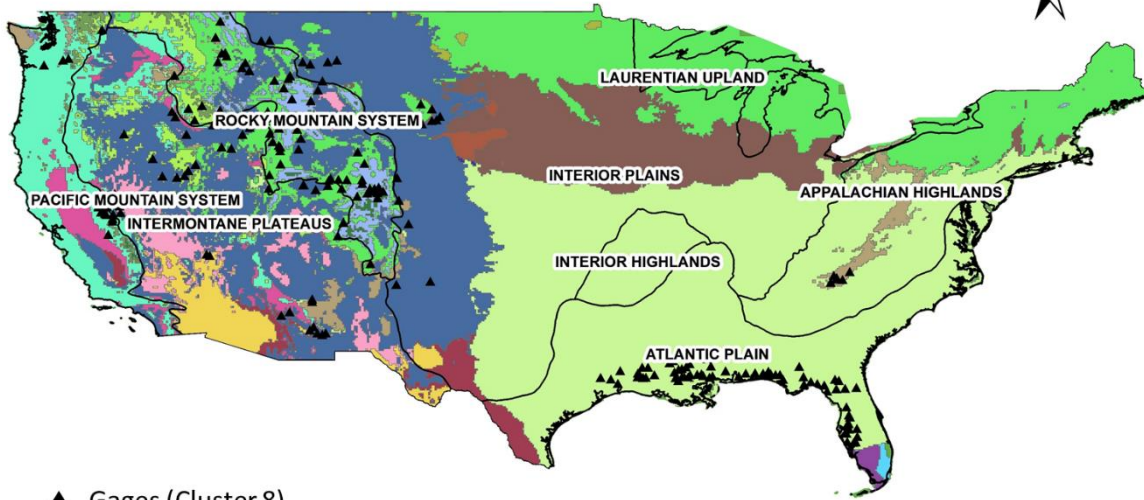 LAURENTIAN UPLAND
ROCKY MOUNTAIN SYSTEM
INTERIOR PLAINS
APPALACHIAN HIGHLANDS
PACIFIC MOUNTAIN SYSTEM
INTERMONTANE PLATEAUS
INTERIOR HIGHLANDS
ATLANTIC PLAIN
Gages (Cluster 8)